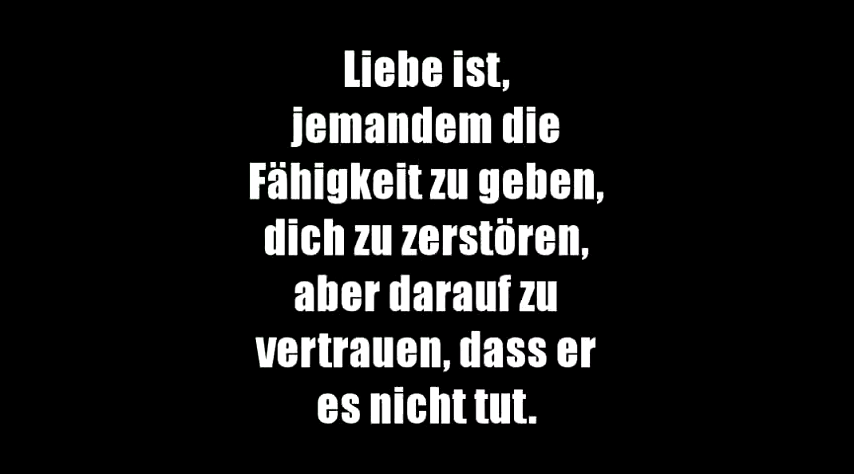 Liebe ist,
jemandem die
Fähigkeit zu geben,
dich zu zerstören,
aber darauf zu
vertrauen, dass er
es nicht tut.